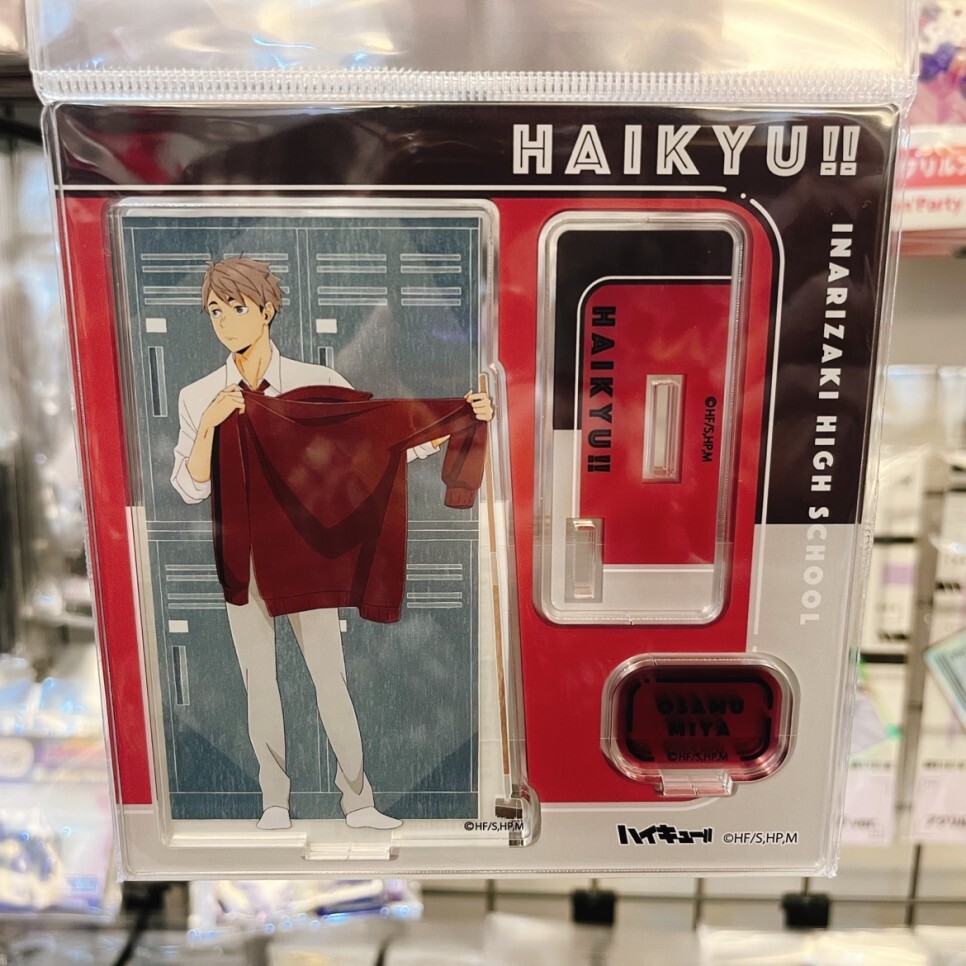 HAIKYU!!
INARIZAKI HIGH SCHOOL
HAIKYU!!
©HF/S,HP,M
OSAMU
MIYA
©HF/S,HP,M
©HF/S,HP,M
ハイキュー!!
©HF/S,HP,M
Party